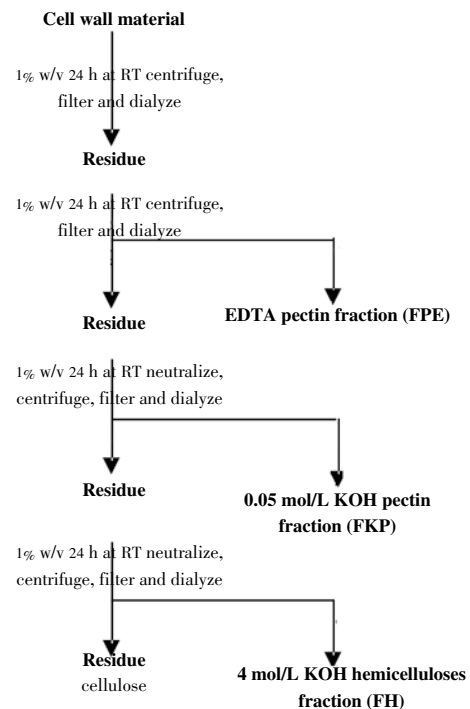 Cell wall material
1% w/v 24 h at RT centrifuge,
filter and dialyze
Residue
1% w/v 24 h at RT centrifuge,
filter and dialyze
Residue
EDTA pectin fraction (FPE)
1% w/v 24 h at RT neutralize,
centrifuge, filter and dialyze
Residue
0.05 mol/L KOH pectin
fraction (FKP)
1% w/v 24 h at RT neutralize,
centrifuge, filter and dialyze
Residue
cellulose
4 mol/L KOH hemicelluloses
fraction (FH)